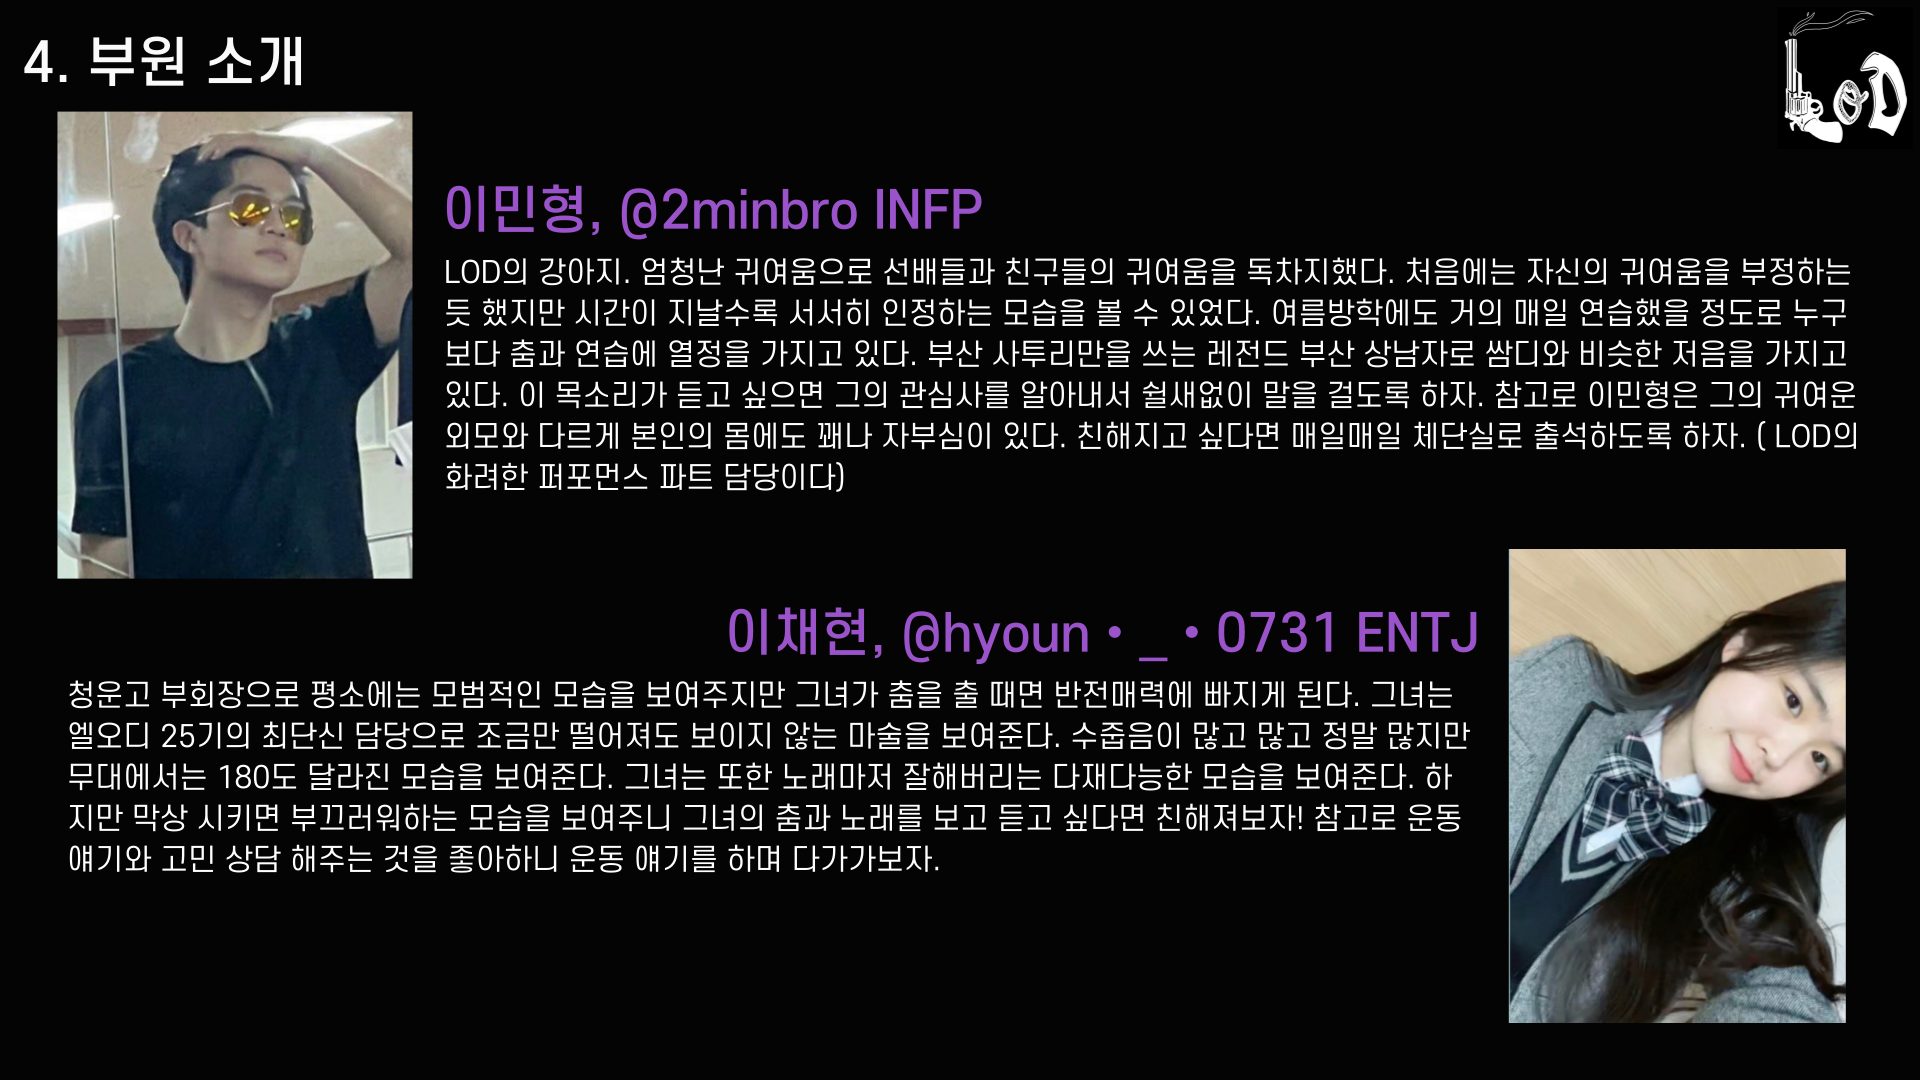 4. 부원 소개
LOD
이민형, @2minbro INFP
LOD의 강아지. 엄청난 귀여움으로 선배들과 친구들의 귀여움을 독차지했다. 처음에는 자신의 귀여움을 부정하는
듯 했지만 시간이 지날수록 서서히 인정하는 모습을 볼 수 있었다. 여름방학에도 거의 매일 연습했을 정도로 누구
보다 춤과 연습에 열정을 가지고 있다. 부산 사투리만을 쓰는 레전드 부산 상남자로 쌈디와 비슷한 저음을 가지고
있다. 이 목소리가 듣고 싶으면 그의 관심사를 알아내서 쉴새없이 말을 걸도록 하자. 참고로 이민형은 그의 귀여운
외모와 다르게 본인의 몸에도 꽤나 자부심이 있다. 친해지고 싶다면 매일매일 체단실로 출석하도록 하자. ( LOD의
화려한 퍼포먼스 파트 담당이다)
이채현, @hyoun • _ • 0731 ENTJ
청운고 부회장으로 평소에는 모범적인 모습을 보여주지만 그녀가 춤을 출 때면 반전매력에 빠지게 된다. 그녀는
엘오디 25기의 최단신 담당으로 조금만 떨어져도 보이지 않는 마술을 보여준다. 수줍음이 많고 많고 정말 많지만
무대에서는 180도 달라진 모습을 보여준다. 그녀는 또한 노래마저 잘해버리는 다재다능한 모습을 보여준다. 하
지만 막상 시키면 부끄러워하는 모습을 보여주니 그녀의 춤과 노래를 보고 듣고 싶다면 친해져보자! 참고로 운동
얘기와 고민 상담 해주는 것을 좋아하니 운동 얘기를 하며 다가가보자.